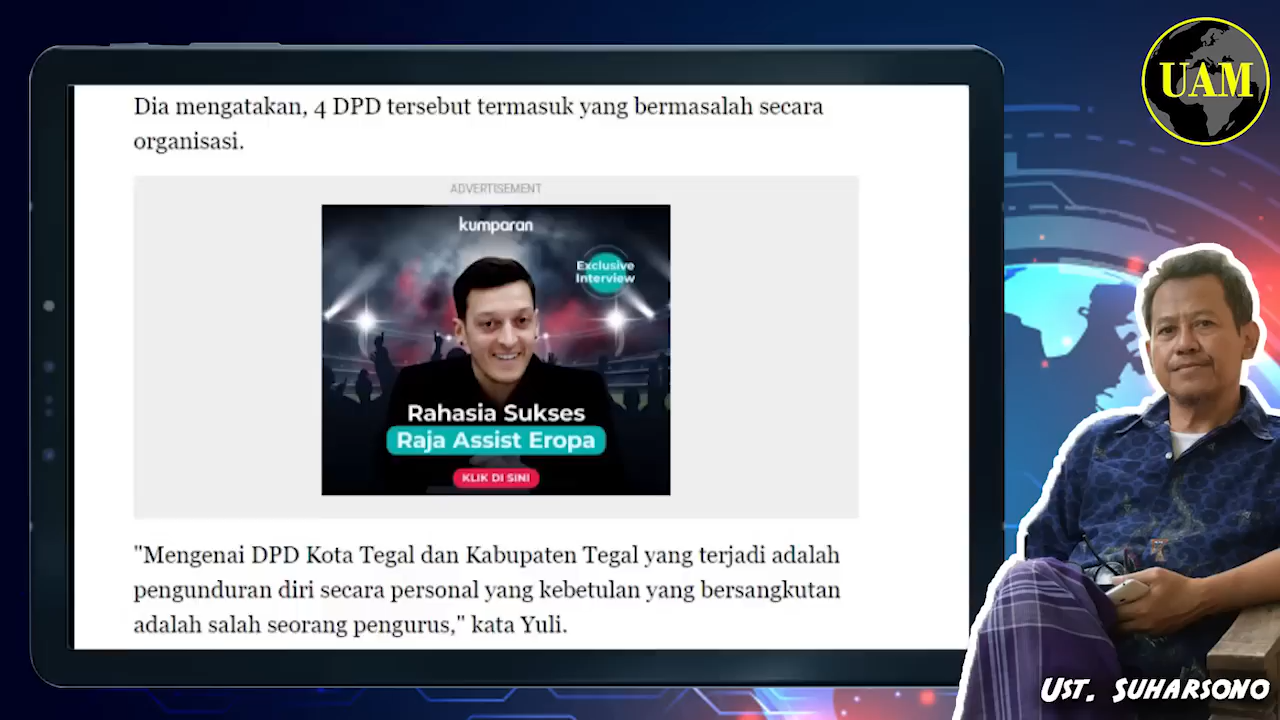 UAM
Dia mengatakan, 4 DPD tersebut termasuk yang bermasalah secara
organisasi.
ADVERTISEMENT
kumparan
Exclusive
Interview
Rahasia Sukses
Raja Assist Eropa
KLIK DI SINI
"Mengenai DPD Kota Tegal dan Kabupaten Tegal yang terjadi adalah
pengunduran diri secara personal yang kebetulan yang bersangkutan
adalah salah seorang pengurus," kata Yuli.
UST. SUHARSONO